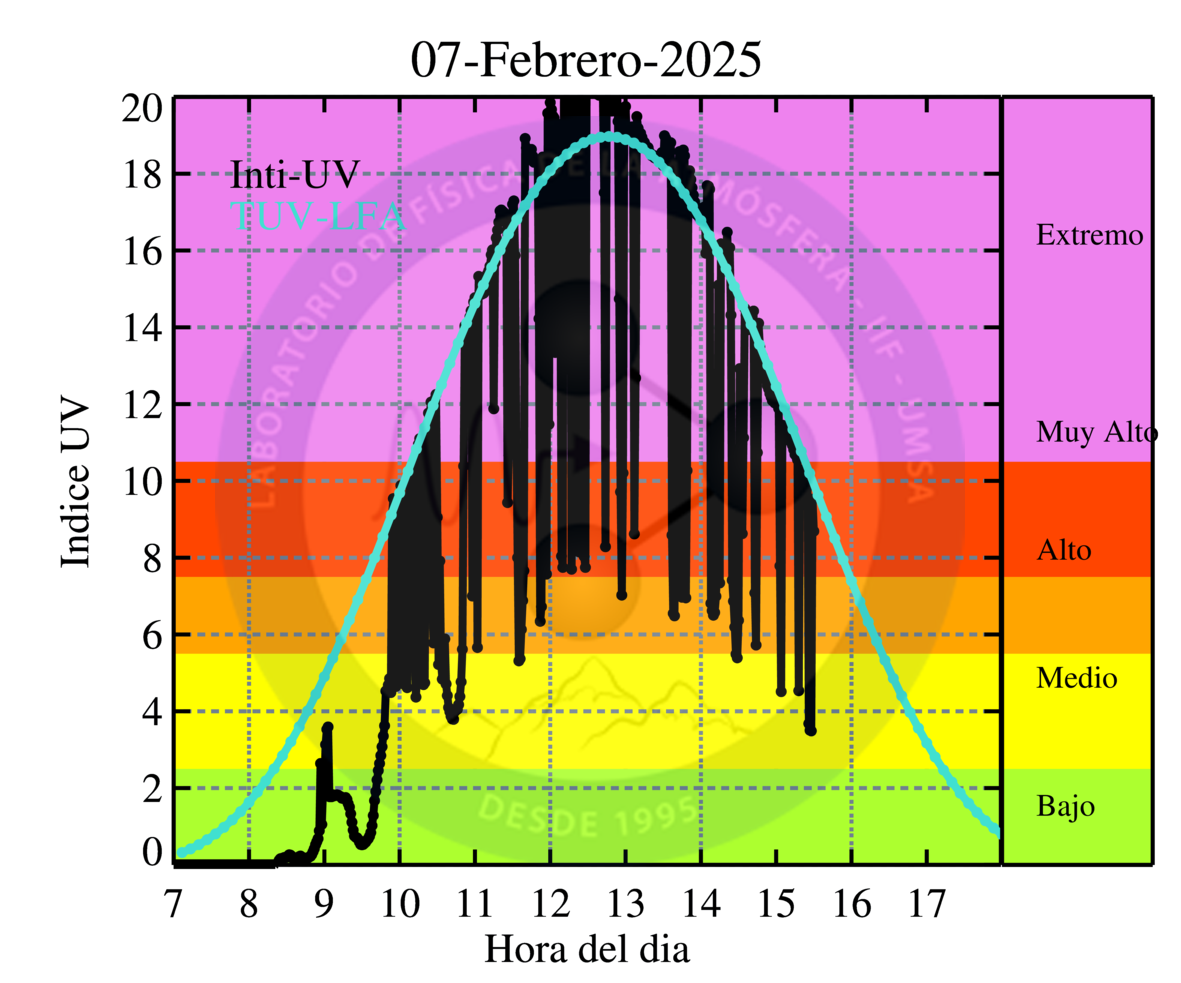 07-Febrero-2025
20
18
16
14
12
10
8
6
4
2
0
Indice UV
Inti-UV
TUV-LFA
LABORATORIO DE FÍSICA DE LA ATMÓSFERA - IIF - UMSA
DESDE 1995
Extremo
Muy Alto
Alto
Medio
Bajo
7 8 9 10 11 12 13 14 15 16 17
Hora del dia